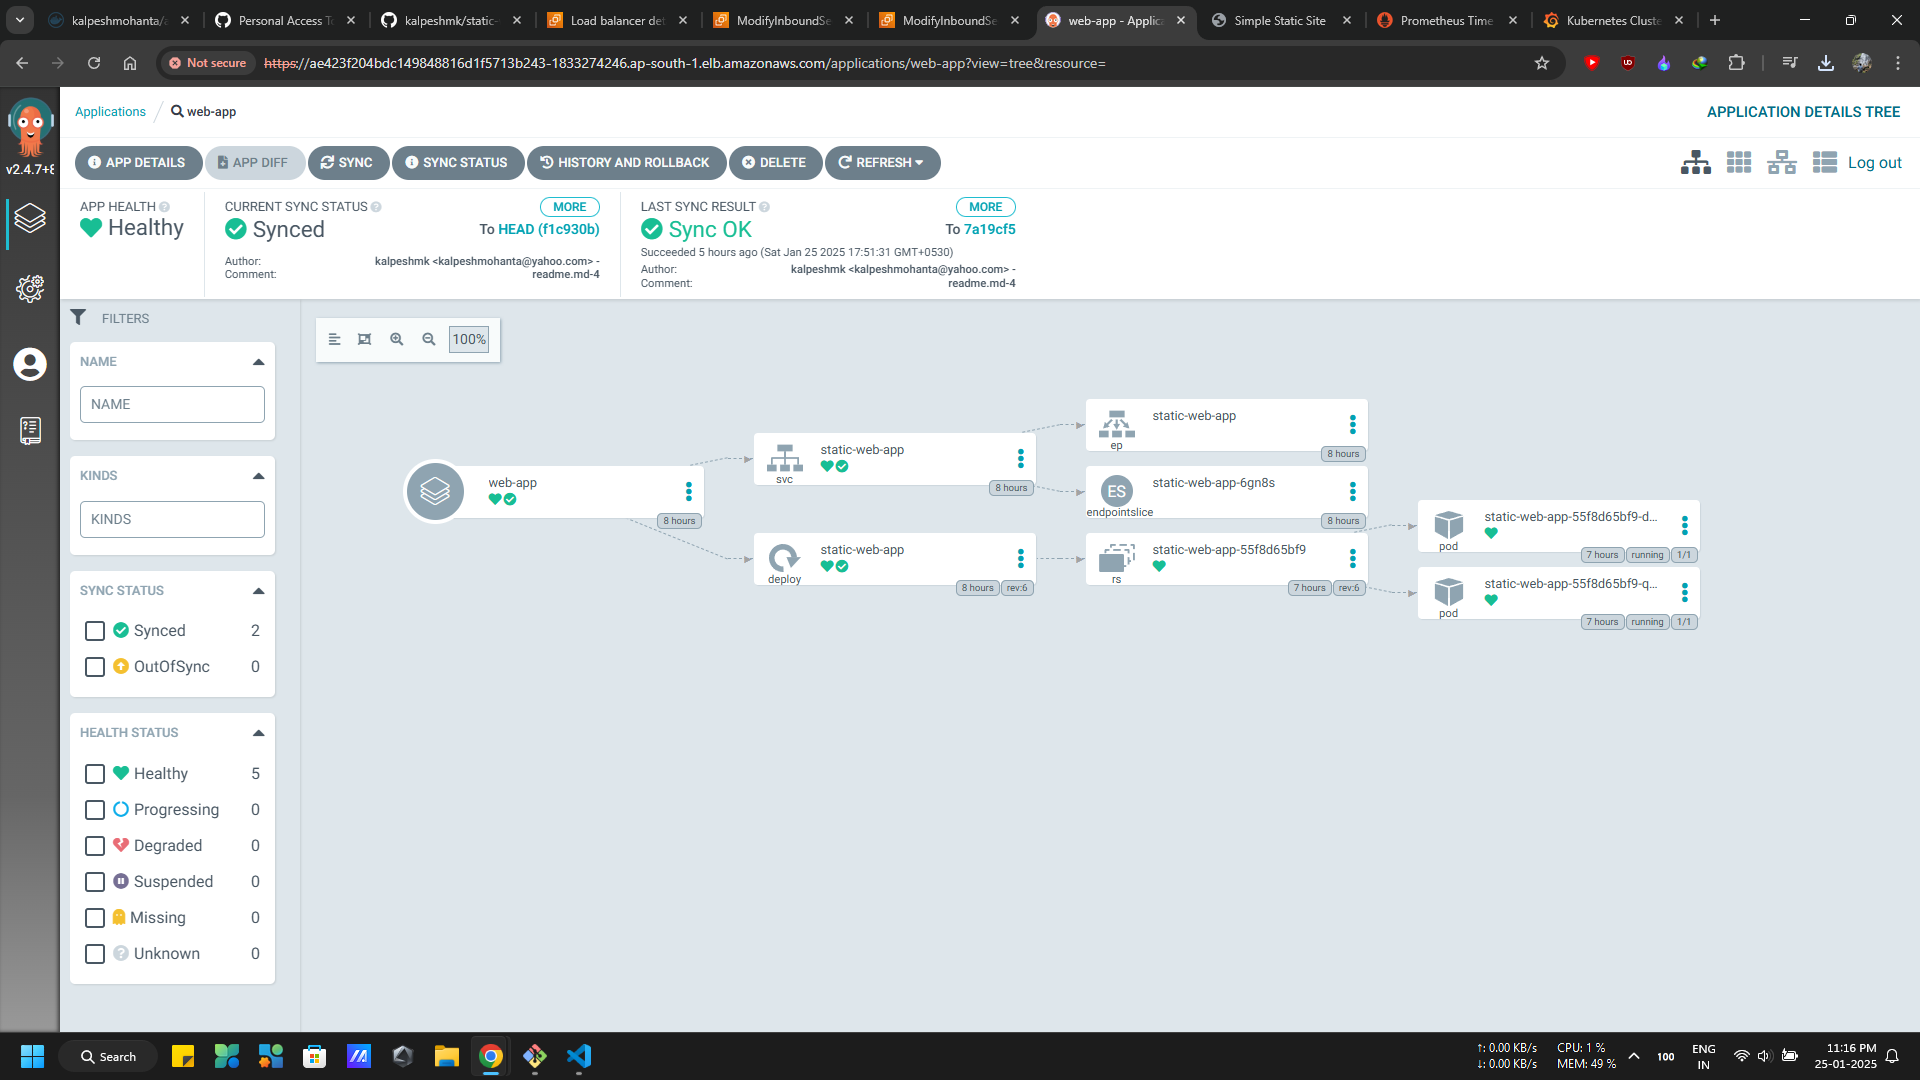 kalpeshmohanta/a
Personal Access To
kalpeshmk/static-
Load balancer det
ModifyInboundSe
ModifyInboundSe
web-app - Applica
Simple Static Site
Prometheus Time
Kubernetes Cluste
Not secure
https://ae423f204bdc149848816d1f5713b243-1833274246.ap-south-1.elb.amazonaws.com/applications/web-app?view=tree&resource=
v2.4.7+8
Applications
web-app
APPLICATION DETAILS TREE
APP DETAILS
APP DIFF
SYNC
SYNC STATUS
HISTORY AND ROLLBACK
DELETE
REFRESH
Log out
APP HEALTH
Healthy
CURRENT SYNC STATUS
MORE
Synced
To HEAD (f1c930b)
Author: kalpeshmk <kalpeshmohanta@yahoo.com> -
Comment: readme.md-4
LAST SYNC RESULT
MORE
Sync OK
To 7a19cf5
Succeeded 5 hours ago (Sat Jan 25 2025 17:51:31 GMT+0530)
Author: kalpeshmk <kalpeshmohanta@yahoo.com> -
Comment: readme.md-4
FILTERS
NAME
NAME
KINDS
KINDS
SYNC STATUS
Synced 2
OutOfSync 0
HEALTH STATUS
Healthy 5
Progressing 0
Degraded 0
Suspended 0
Missing 0
Unknown 0
100%
web-app
8 hours
static-web-app
svc
8 hours
static-web-app
deploy
8 hours rev:6
static-web-app
ep
8 hours
ES
static-web-app-6gn8s
endpointslice
8 hours
static-web-app-55f8d65bf9
rs
7 hours rev:6
static-web-app-55f8d65bf9-d...
pod
7 hours running 1/1
static-web-app-55f8d65bf9-q...
pod
7 hours running 1/1
Search
↑: 0.00 KB/s
↓: 0.00 KB/s
CPU: 1 %
MEM: 49 %
100
ENG
IN
11:16 PM
25-01-2025